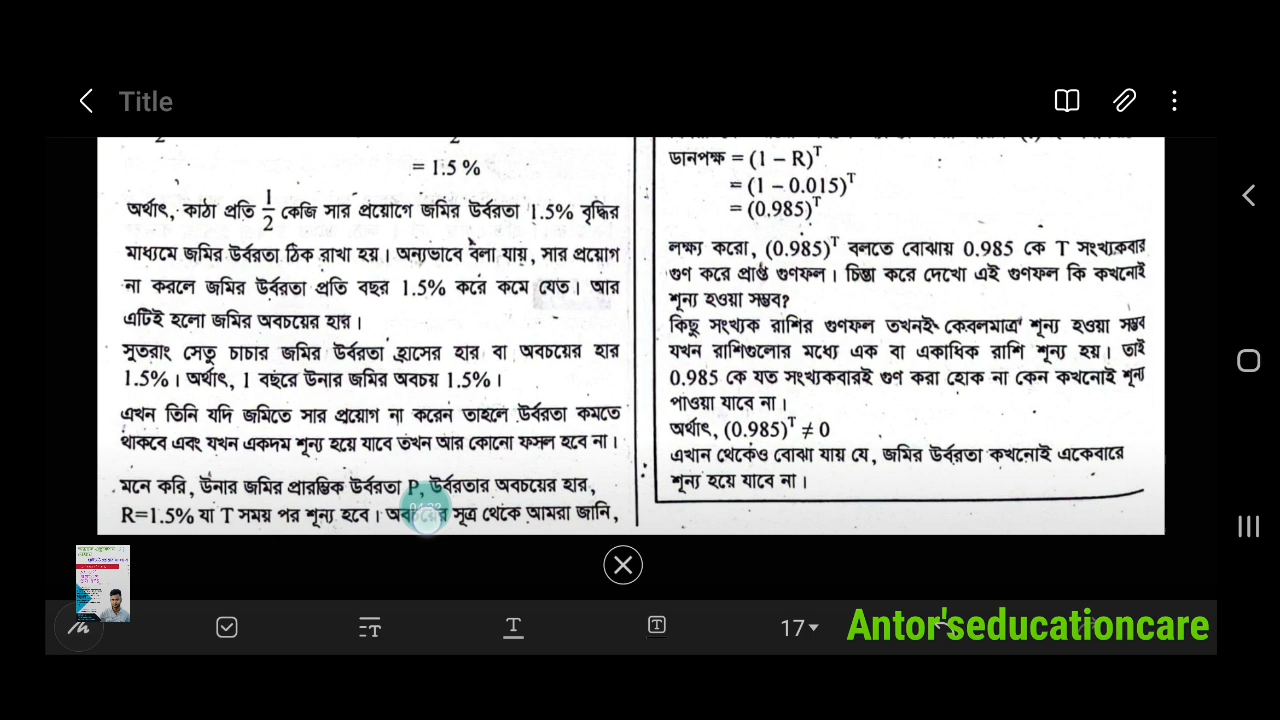 Title
= 1.5 %
অর্থাৎ, কাঠা প্রতি 1/2 কেজি সার প্রয়োগে জমির উর্বরতা 1.5% বৃদ্ধির
মাধ্যমে জমির উর্বরতা ঠিক রাখা হয়। অন্যভাবে বলা যায়, সার প্রয়োগ
না করলে জমির উর্বরতা প্রতি বছর 1.5% করে কমে যেত। আর
এটিই হলো জমির অবচয়ের হার।
সুতরাং সেতু চাচার জমির উর্বরতা হ্রাসের হার বা অবচয়ের হার
1.5%। অর্থাৎ, 1 বছরে উনার জমির অবচয় 1.5%।
এখন তিনি যদি জমিতে সার প্রয়োগ না করেন তাহলে উর্বরতা কমতে
থাকবে এবং যখন একদম শূন্য হয়ে যাবে তখন আর কোনো ফসল হবে না।
মনে করি, উনার জমির প্রারম্ভিক উর্বরতা P, উর্বরতার অবচয়ের হার,
R=1.5% যা T সময় পর শূন্য হবে। অবচয়ের সূত্র থেকে আমরা জানি,
ডানপক্ষ = (1 – R)^T
= (1 – 0.015)^T
= (0.985)^T
লক্ষ্য করো, (0.985)^T বলতে বোঝায় 0.985 কে T সংখ্যকবার
গুণ করে প্রাপ্ত গুণফল। চিন্তা করে দেখো এই গুণফল কি কখনোই
শূন্য হওয়া সম্ভব?
কিছু সংখ্যক রাশির গুণফল তখনই কেবলমাত্র শূন্য হওয়া সম্ভব
যখন রাশিগুলোর মধ্যে এক বা একাধিক রাশি শূন্য হয়। তাই
0.985 কে যত সংখ্যকবারই গুণ করা হোক না কেন কখনোই শূন্য
পাওয়া যাবে না।
অর্থাৎ, (0.985)^T ≠ 0
এখান থেকেও বোঝা যায় যে, জমির উর্বরতা কখনোই একেবারে
শূন্য হয়ে যাবে না।
17
Antor'seducationcare